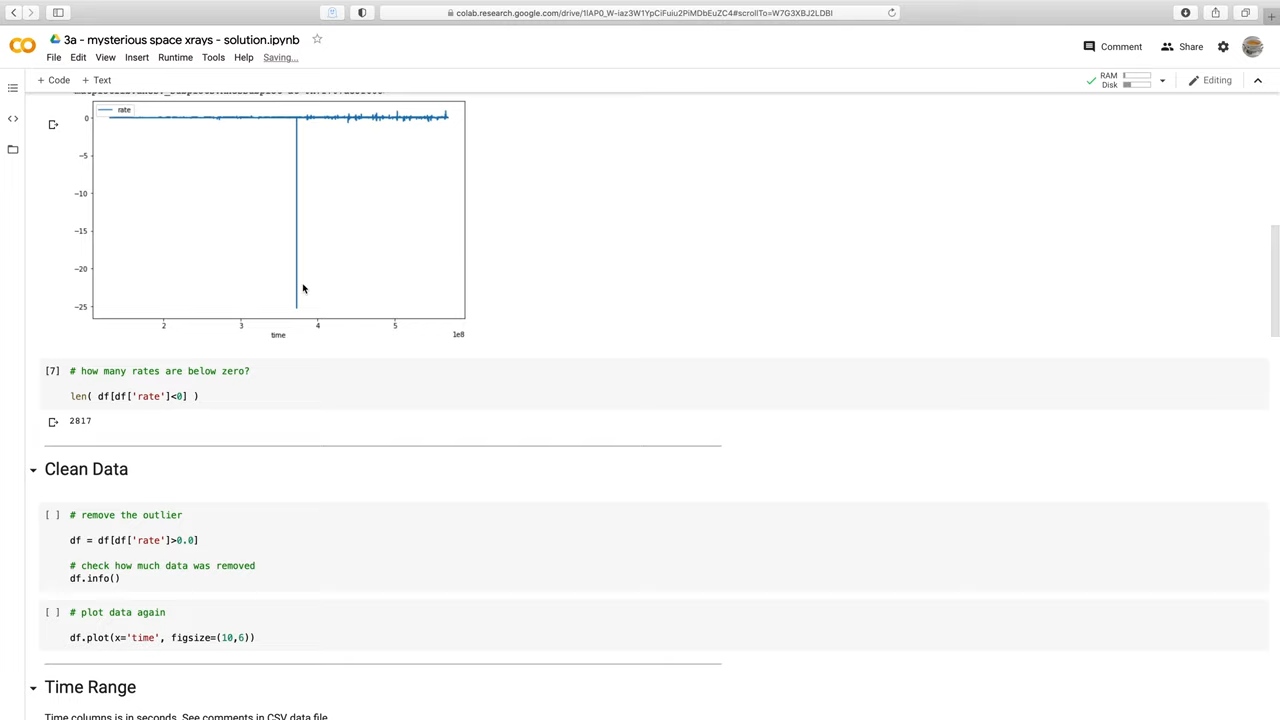 colab.research.google.com/drive/1lAP0_W-iaz3W1YpCiFuiu2PiMDbEuZC4#scrollTo=W7G3XBJ2LDBI
3a - mysterious space xrays - solution.ipynb
File Edit View Insert Runtime Tools Help Saving...
Comment
Share
+ Code + Text
RAM
Disk
Editing
rate
0
−5
−10
−15
−20
−25
2 3 4 5
time
1e8
[7] # how many rates are below zero?
len( df[df['rate']<0] )
2817
Clean Data
[ ] # remove the outlier
df = df[df['rate']>0.0]
# check how much data was removed
df.info()
[ ] # plot data again
df.plot(x='time', figsize=(10,6))
Time Range
Time columns is in seconds. See comments in CSV data file